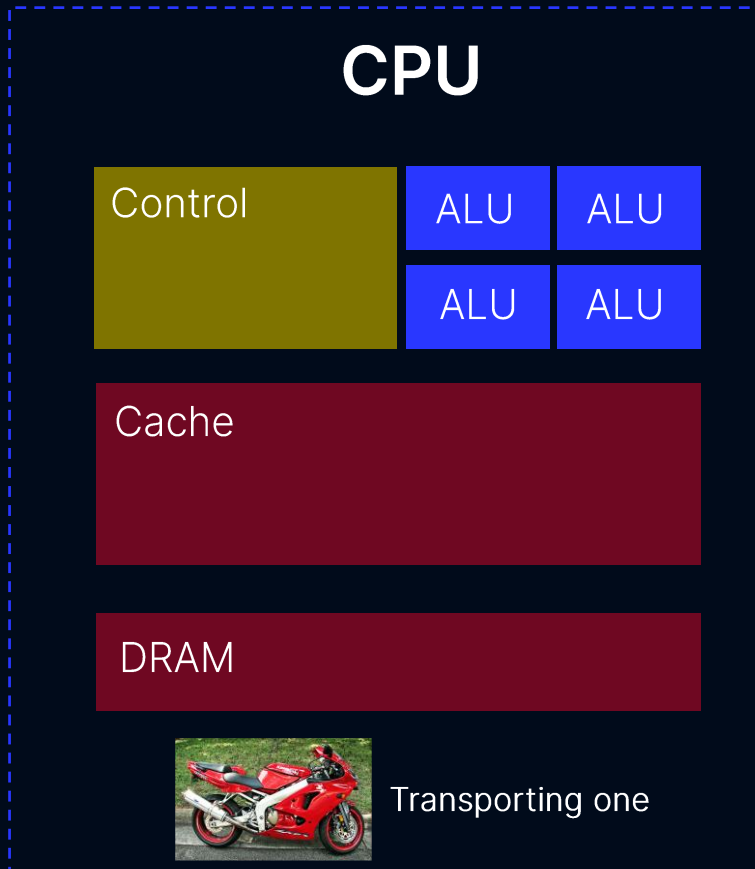 CPU
Control
ALU ALU
ALU ALU
Cache
DRAM
Transporting one